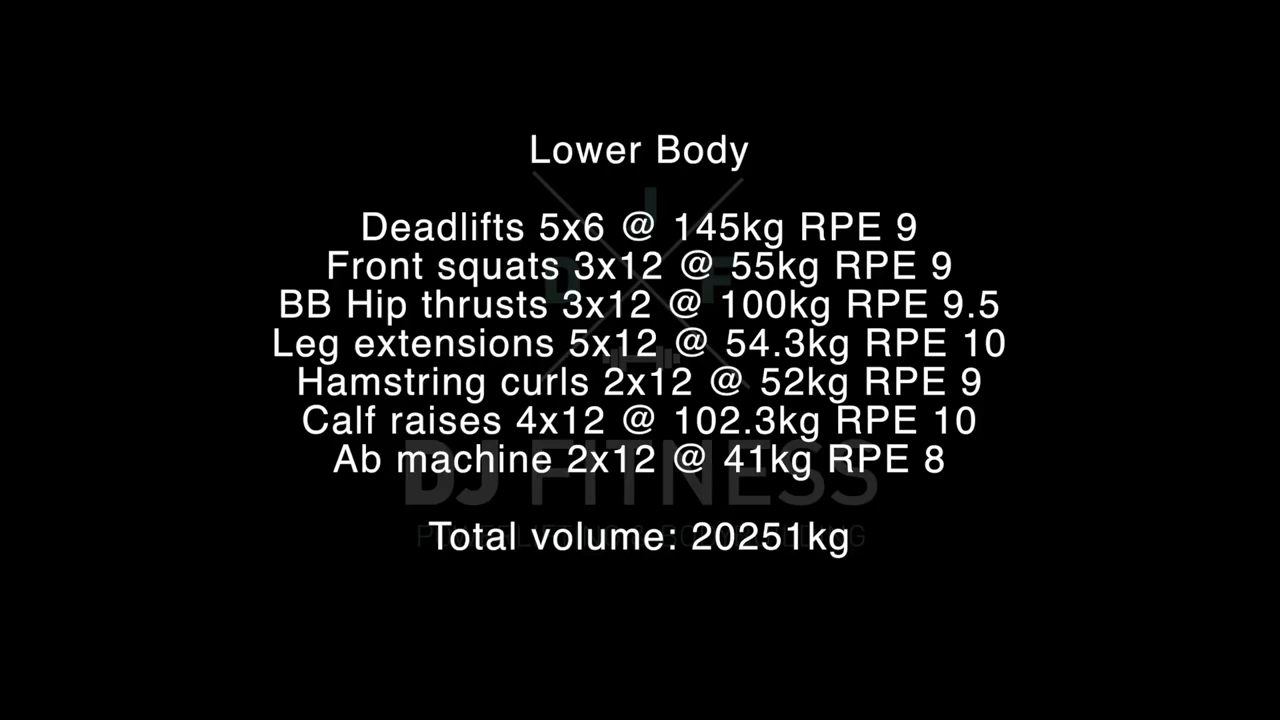 Lower Body
Deadlifts 5x6 @ 145kg RPE 9
Front squats 3x12 @ 55kg RPE 9
BB Hip thrusts 3x12 @ 100kg RPE 9.5
Leg extensions 5x12 @ 54.3kg RPE 10
Hamstring curls 2x12 @ 52kg RPE 9
Calf raises 4x12 @ 102.3kg RPE 10
Ab machine 2x12 @ 41kg RPE 8
DJ FITNESS
Total volume: 20251kg